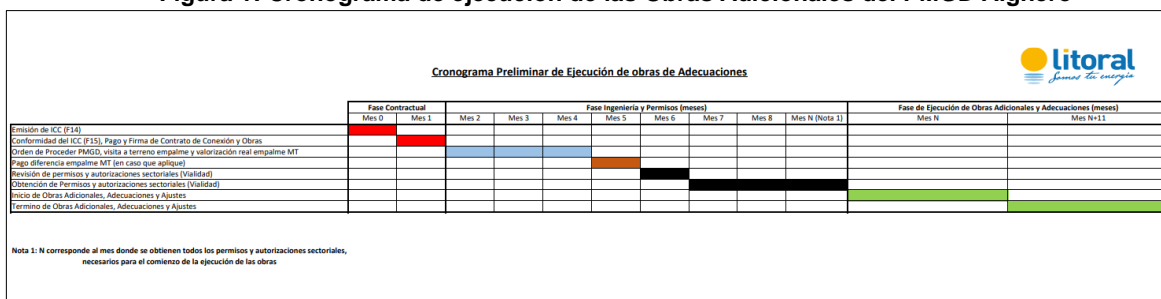 Figura 1. Cronograma de ejecución de las Obras Adicionales del PMGD Alghero
litoral
Somos tu energía
Cronograma Preliminar de Ejecución de obras de Adecuaciones
Fase Contractual Fase Ingeniería y Permisos (meses) Fase de Ejecución de Obras Adicionales y Adecuaciones (meses)
Mes 0 Mes 1 Mes 2 Mes 3 Mes 4 Mes 5 Mes 6 Mes 7 Mes 8 Mes N (Nota 1) Mes N Mes N+11
Emisión de ICC (F14)
Conformidad del ICC (F15), Pago y Firma de Contrato de Conexión y Obras
Orden de Proceder PMGD, visita a terreno empalme y valorización real empalme MT
Pago diferencia empalme MT (en caso que aplique)
Revisión de permisos y autorizaciones sectoriales (Vialidad)
Obtención de Permisos y autorizaciones sectoriales (Vialidad)
Inicio de Obras Adicionales, Adecuaciones y Ajustes
Termino de Obras Adicionales, Adecuaciones y Ajustes
Nota 1: N corresponde al mes donde se obtienen todos los permisos y autorizaciones sectoriales,
necesarios para el comienzo de la ejecución de las obras